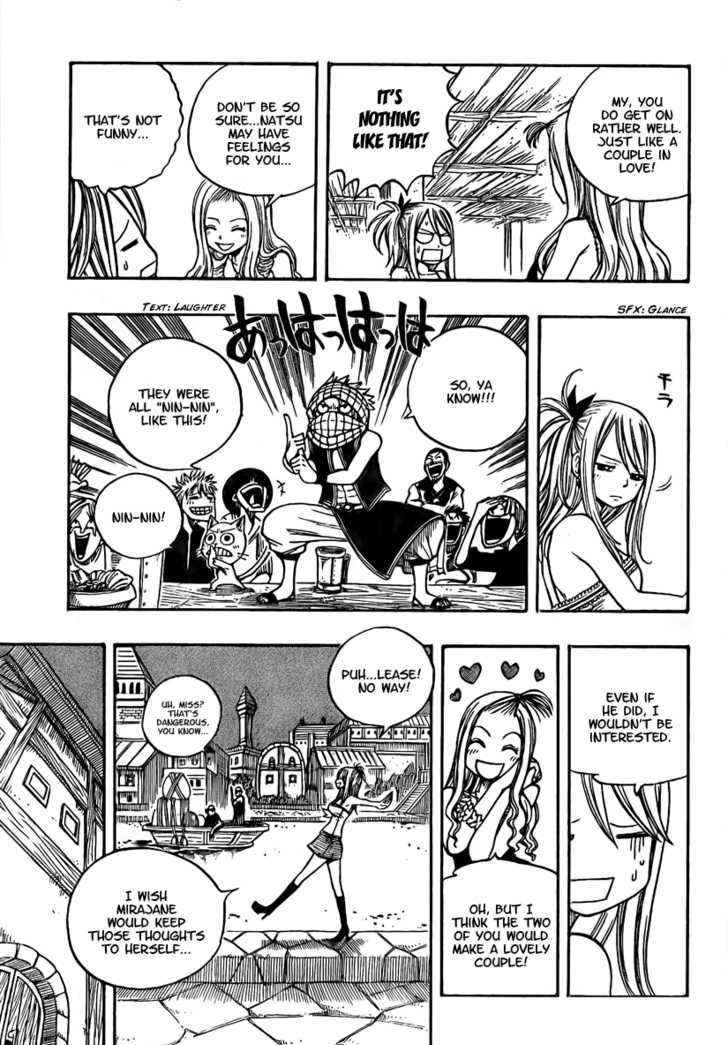 MY, YOU
DO GET ON
RATHER WELL.
JUST LIKE A
COUPLE IN
LOVE!
IT'S
NOTHING
LIKE THAT!
DON'T BE SO
SURE...NATSU
MAY HAVE
FEELINGS
FOR YOU...
THAT'S NOT
FUNNY...
SFX: GLANCE
チラ
TEXT: LAUGHTER
あっはっはっは
SO, YA
KNOW!!!
THEY WERE
ALL "NIN-NIN",
LIKE THIS!
NIN-NIN!
EVEN IF
HE DID, I
WOULDN'T BE
INTERESTED.
OH, BUT I
THINK THE TWO
OF YOU WOULD
MAKE A LOVELY
COUPLE!
PUH...LEASE!
NO WAY!
UH, MISS?
THAT'S
DANGEROUS,
YOU KNOW...
I WISH
MIRAJANE
WOULD KEEP
THOSE THOUGHTS
TO HERSELF...